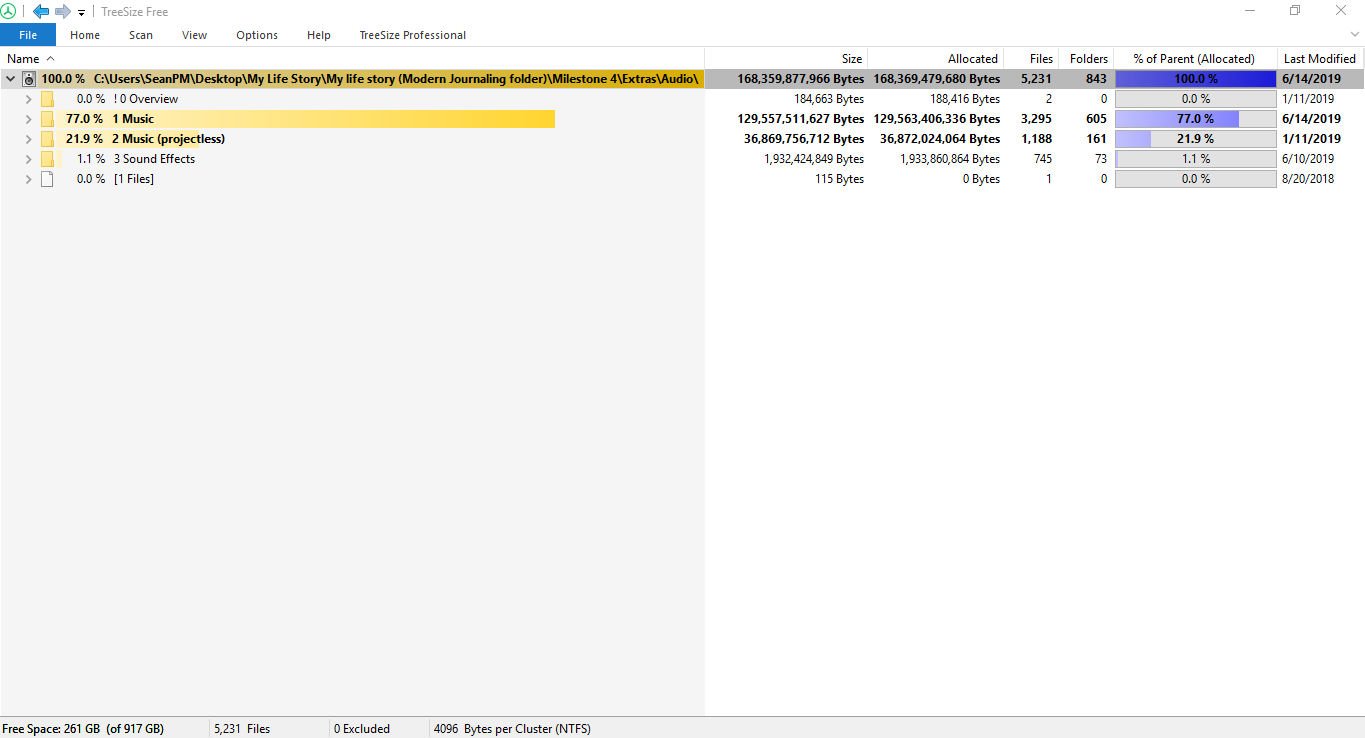 TreeSize Free
File Home Scan View Options Help TreeSize Professional
Name Size Allocated Files Folders % of Parent (Allocated) Last Modified
100.0 % C:\Users\SeanPM\Desktop\My Life Story\My life story (Modern Journaling folder)\Milestone 4\Extras\Audio\ 168,359,877,966 Bytes 168,369,479,680 Bytes 5,231 843 100.0 % 6/14/2019
0.0 % ! 0 Overview 184,663 Bytes 188,416 Bytes 2 0 0.0 % 1/11/2019
77.0 % 1 Music 129,557,511,627 Bytes 129,563,406,336 Bytes 3,295 605 77.0 % 6/14/2019
21.9 % 2 Music (projectless) 36,869,756,712 Bytes 36,872,024,064 Bytes 1,188 161 21.9 % 1/11/2019
1.1 % 3 Sound Effects 1,932,424,849 Bytes 1,933,860,864 Bytes 745 73 1.1 % 6/10/2019
0.0 % [1 Files] 115 Bytes 0 Bytes 1 0 0.0 % 8/20/2018
Free Space: 261 GB (of 917 GB) 5,231 Files 0 Excluded 4096 Bytes per Cluster (NTFS)